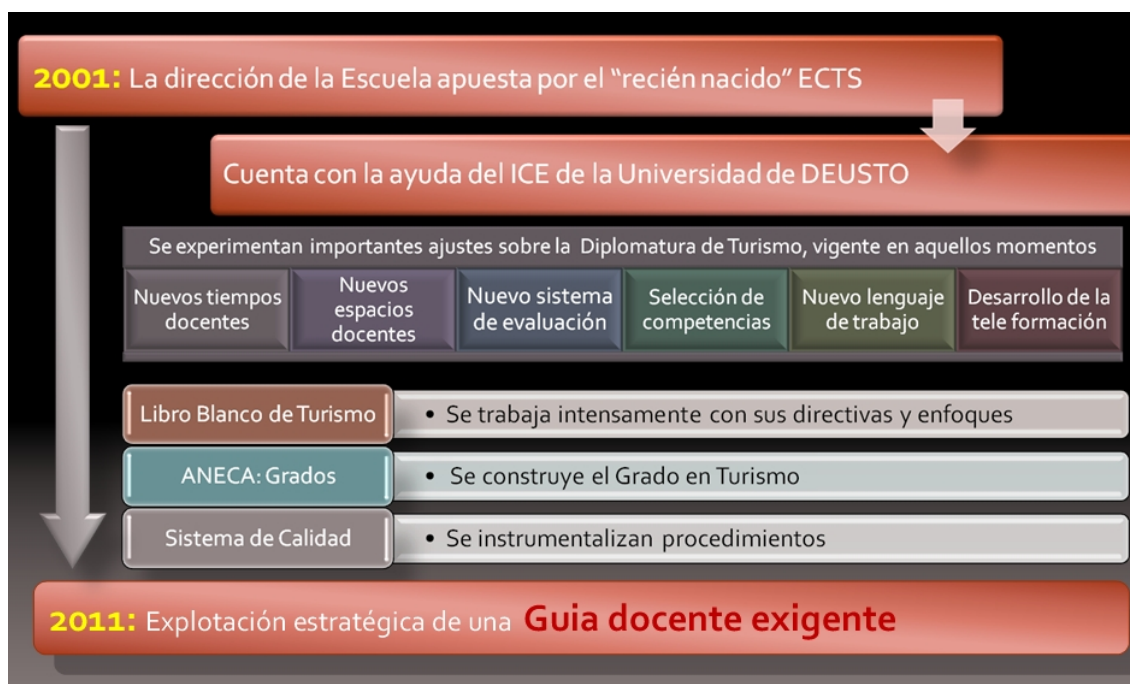 2001: La dirección de la Escuela apuesta por el “recién nacido” ECTS
Cuenta con la ayuda del ICE de la Universidad de DEUSTO
Se experimentan importantes ajustes sobre la Diplomatura de Turismo, vigente en aquellos momentos
Nuevos tiempos
docentes
Nuevos
espacios
docentes
Nuevo sistema
de evaluación
Selección de
competencias
Nuevo lenguaje
de trabajo
Desarrollo de la
tele formación
Libro Blanco de Turismo
• Se trabaja intensamente con sus directivas y enfoques
ANECA: Grados
• Se construye el Grado en Turismo
Sistema de Calidad
• Se instrumentalizan procedimientos
2011: Explotación estratégica de una Guia docente exigente